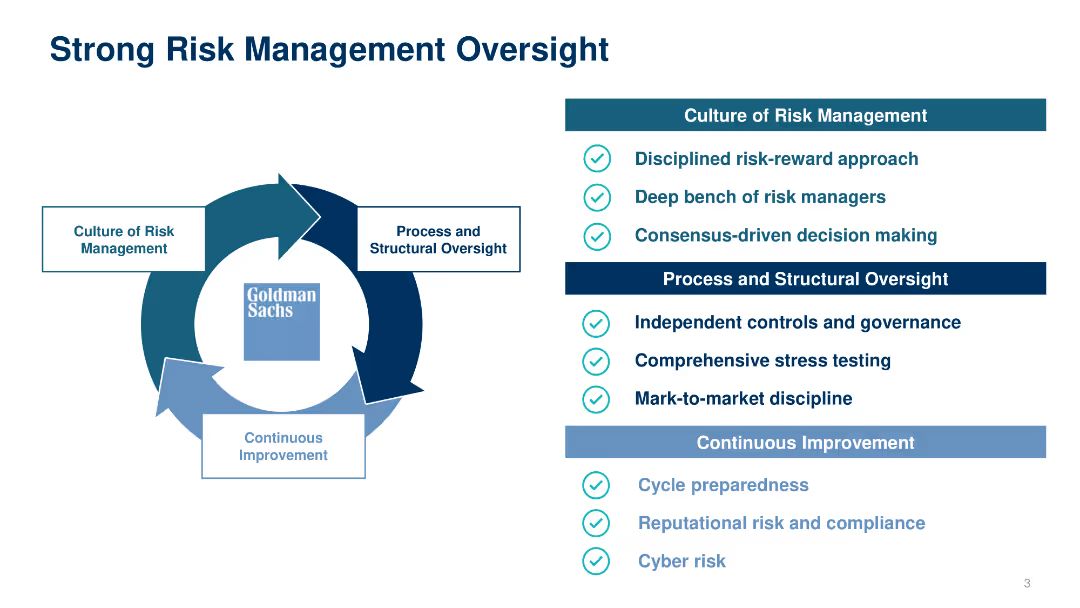 Strong Risk Management Oversight
Culture of Risk
Management
Process and
Structural Oversight
Goldman
Sachs
Continuous
Improvement
Culture of Risk Management
Disciplined risk-reward approach
Deep bench of risk managers
Consensus-driven decision making
Process and Structural Oversight
Independent controls and governance
Comprehensive stress testing
Mark-to-market discipline
Continuous Improvement
Cycle preparedness
Reputational risk and compliance
Cyber risk
3